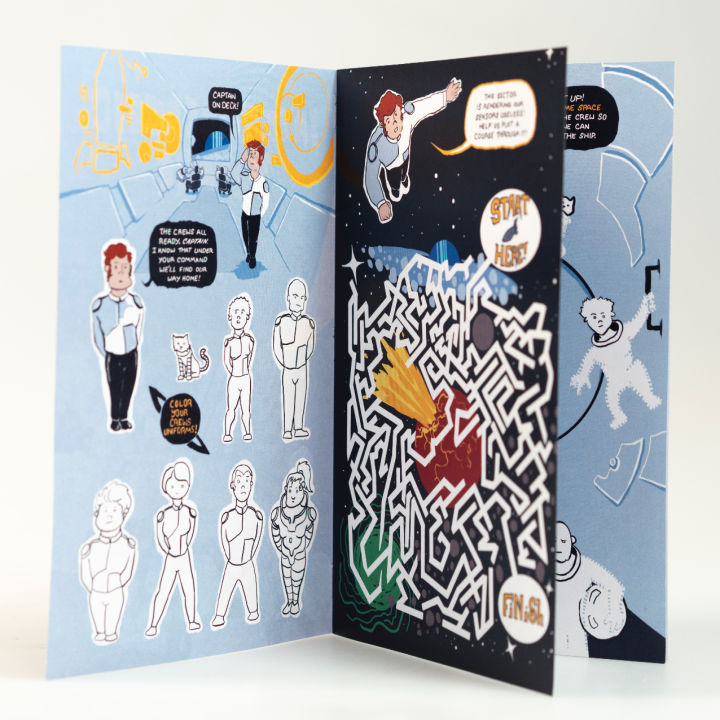 CAPTAIN
ON DECK!
THE CREWS ALL
READY, CAPTAIN.
I KNOW THAT UNDER
YOUR COMMAND
WE'LL FIND OUR
WAY HOME!
COLOR
YOUR
CREWS
UNIFORMS!
THIS SECTOR
IS RENDERING OUR
SENSORS USELESS!
HELP US PLOT A
COURSE THROUGH IT!
START
HERE!
FINISH
UP!
ME SPACE
HE CREW SO
E CAN
THE SHIP.